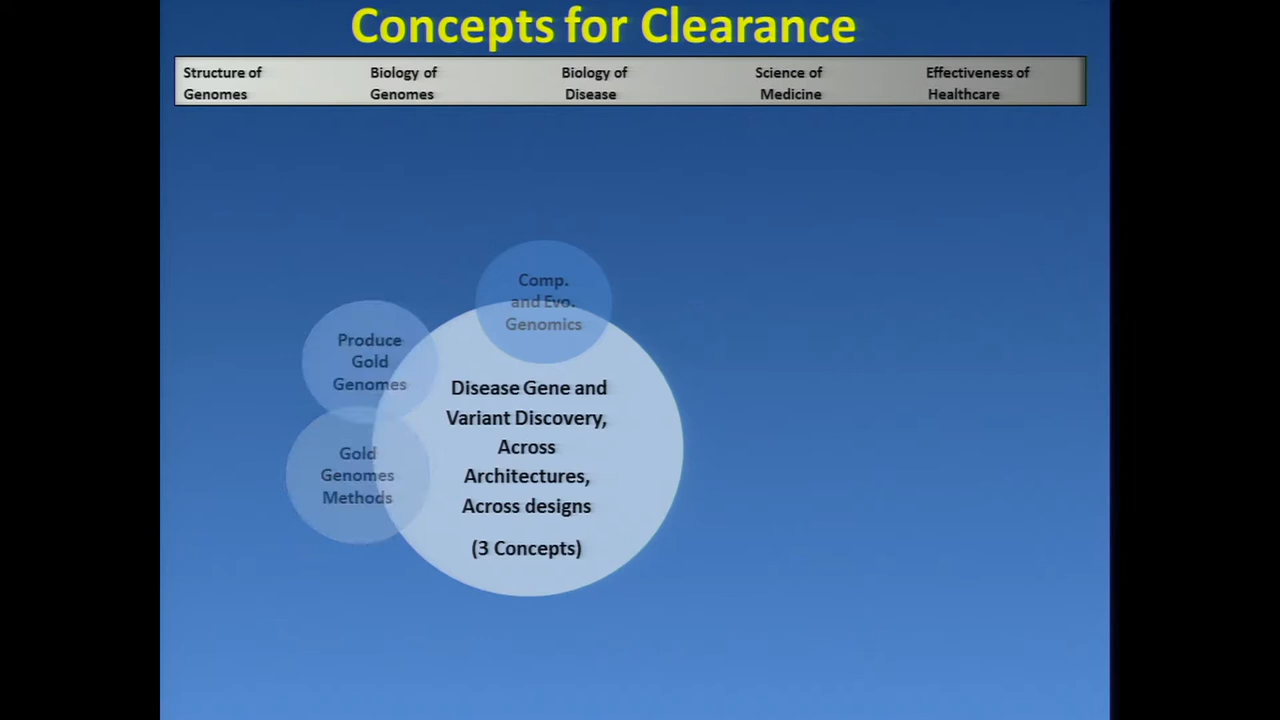 Concepts for Clearance
Structure of
Genomes
Biology of
Genomes
Biology of
Disease
Science of
Medicine
Effectiveness of
Healthcare
Comp.
and Evo.
Genomics
Produce
Gold
Genomes
Gold
Genomes
Methods
Disease Gene and
Variant Discovery,
Across
Architectures,
Across designs
(3 Concepts)